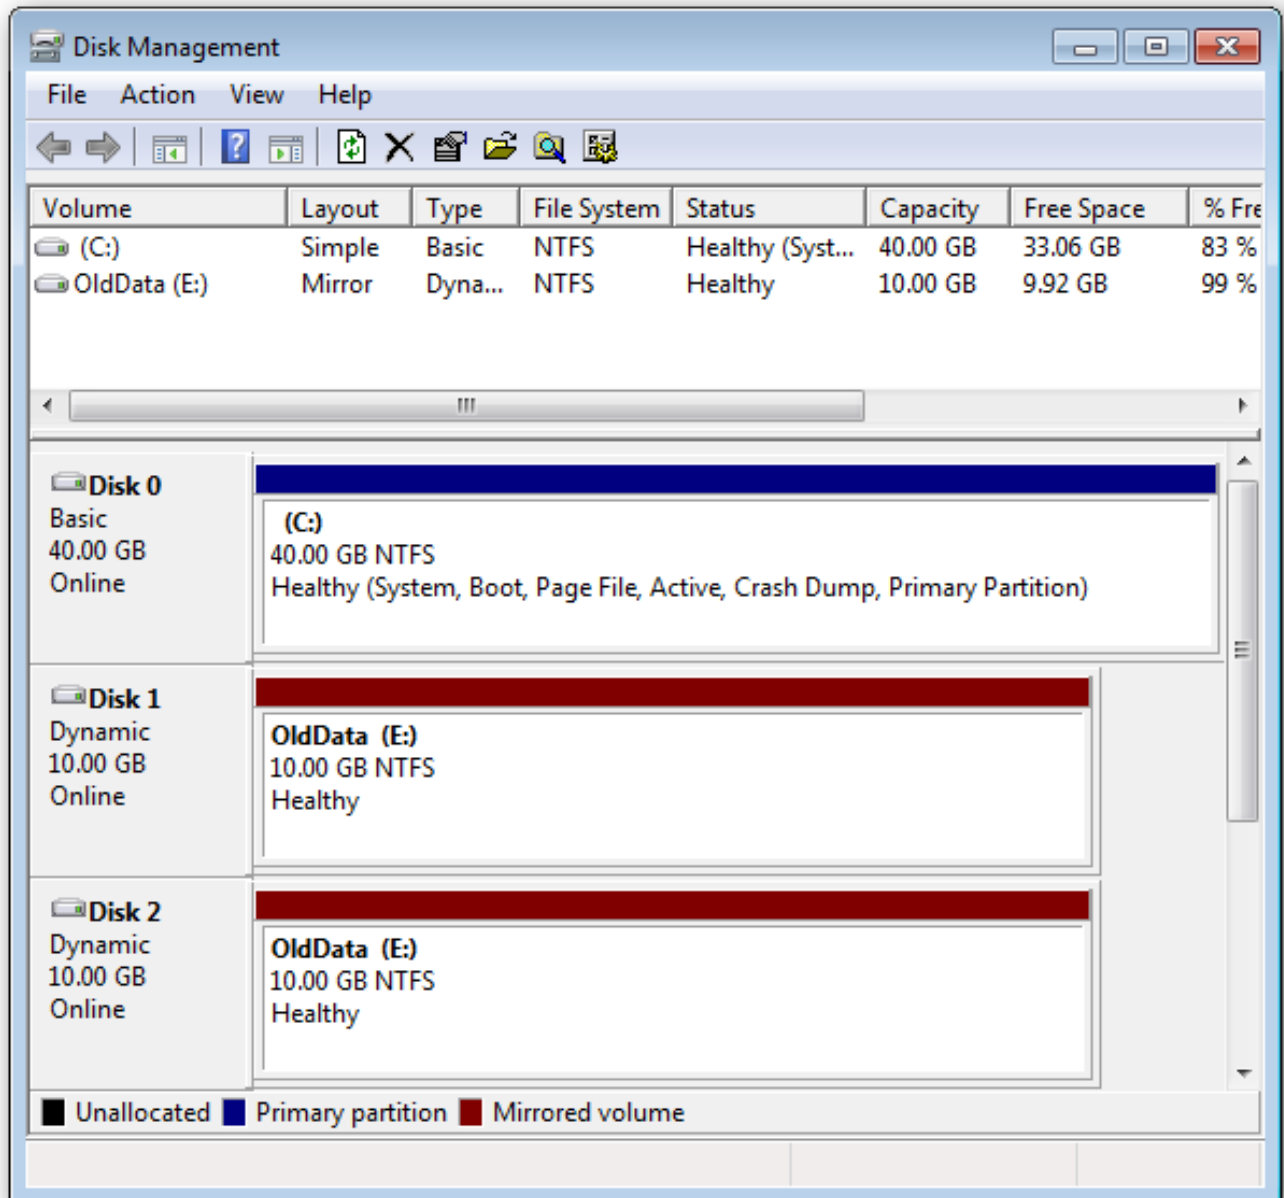 Disk Management
File Action View Help
Volume Layout Type File System Status Capacity Free Space % Fre
(C:) Simple Basic NTFS Healthy (Syst... 40.00 GB 33.06 GB 83 %
OldData (E:) Mirror Dyna... NTFS Healthy 10.00 GB 9.92 GB 99 %
Disk 0
Basic
40.00 GB
Online
(C:)
40.00 GB NTFS
Healthy (System, Boot, Page File, Active, Crash Dump, Primary Partition)
Disk 1
Dynamic
10.00 GB
Online
OldData (E:)
10.00 GB NTFS
Healthy
Disk 2
Dynamic
10.00 GB
Online
OldData (E:)
10.00 GB NTFS
Healthy
Unallocated Primary partition Mirrored volume